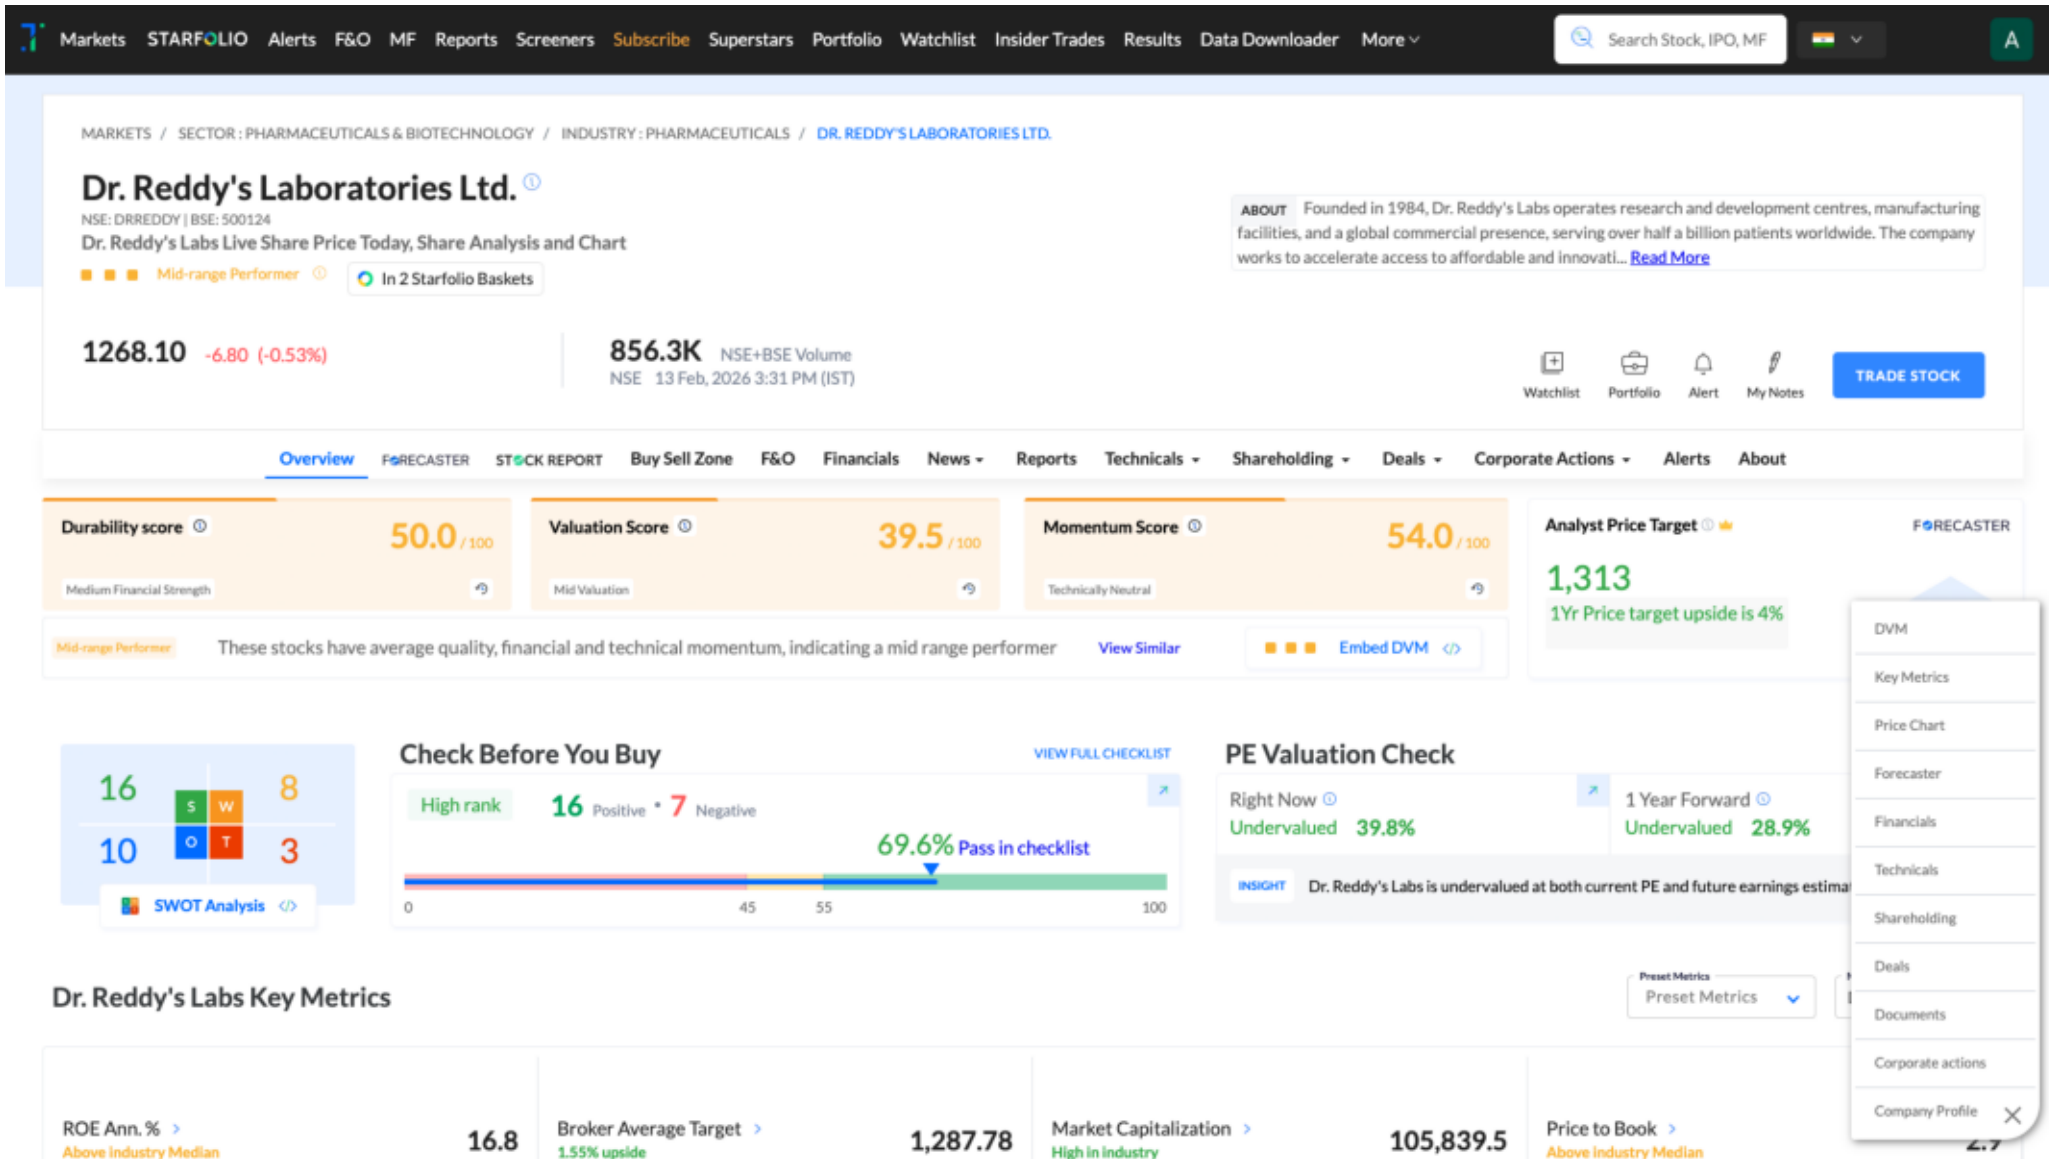 Markets STARFOLIO Alerts F&O MF Reports Screeners Subscribe Superstars Portfolio Watchlist Insider Trades Results Data Downloader More Search Stock, IPO, MF A
MARKETS / SECTOR : PHARMACEUTICALS & BIOTECHNOLOGY / INDUSTRY : PHARMACEUTICALS / DR. REDDY'S LABORATORIES LTD.
Dr. Reddy's Laboratories Ltd.
NSE: DRREDDY | BSE: 500124
Dr. Reddy's Labs Live Share Price Today, Share Analysis and Chart
Mid-range Performer In 2 Starfolio Baskets
ABOUT Founded in 1984, Dr. Reddy's Labs operates research and development centres, manufacturing
facilities, and a global commercial presence, serving over half a billion patients worldwide. The company
works to accelerate access to affordable and innovati... Read More
1268.10 -6.80 (-0.53%)
856.3K NSE+BSE Volume
NSE 13 Feb, 2026 3:31 PM (IST)
Watchlist Portfolio Alert My Notes TRADE STOCK
Overview FORECASTER STOCK REPORT Buy Sell Zone F&O Financials News Reports Technicals Shareholding Deals Corporate Actions Alerts About
Durability score 50.0 / 100
Medium Financial Strength
Valuation Score 39.5 / 100
Mid Valuation
Momentum Score 54.0 / 100
Technically Neutral
Analyst Price Target FORECASTER
1,313
1Yr Price target upside is 4%
Mid-range Performer These stocks have average quality, financial and technical momentum, indicating a mid range performer View Similar Embed DVM </>
16 S W 8
10 O T 3
SWOT Analysis </>
Check Before You Buy VIEW FULL CHECKLIST
High rank 16 Positive • 7 Negative
69.6% Pass in checklist
0 45 55 100
PE Valuation Check
Right Now
Undervalued 39.8%
1 Year Forward
Undervalued 28.9%
INSIGHT Dr. Reddy's Labs is undervalued at both current PE and future earnings estima
Dr. Reddy's Labs Key Metrics
Preset Metrics
Preset Metrics
ROE Ann. % 16.8
Above industry Median
Broker Average Target 1,287.78
1.55% upside
Market Capitalization 105,839.5
High in industry
Price to Book 2.9
Above industry Median
DVM
Key Metrics
Price Chart
Forecaster
Financials
Technicals
Shareholding
Deals
Documents
Corporate actions
Company Profile